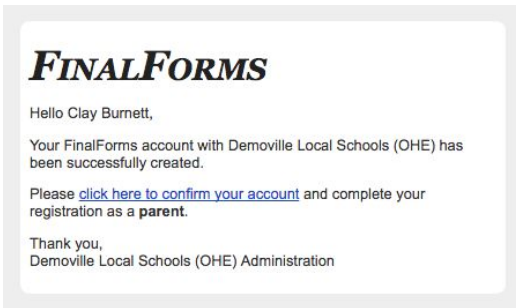 FINALFORMS
Hello Clay Burnett,
Your FinalForms account with Demoville Local Schools (OHE) has
been successfully created.
Please click here to confirm your account and complete your
registration as a parent.
Thank you,
Demoville Local Schools (OHE) Administration